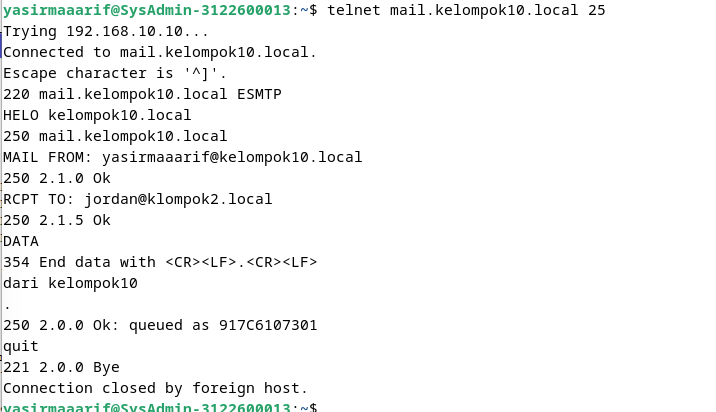 yasirmaaarif@SysAdmin-3122600013:~$ telnet mail.kelompok10.local 25
Trying 192.168.10.10...
Connected to mail.kelompok10.local.
Escape character is '^]'.
220 mail.kelompok10.local ESMTP
HELO kelompok10.local
250 mail.kelompok10.local
MAIL FROM: yasirmaaarif@kelompok10.local
250 2.1.0 Ok
RCPT TO: jordan@klompok2.local
250 2.1.5 Ok
DATA
354 End data with <CR><LF>.<CR><LF>
dari kelompok10
.
250 2.0.0 Ok: queued as 917C6107301
quit
221 2.0.0 Bye
Connection closed by foreign host.
yasirmaaarif@SysAdmin-3122600013:~$